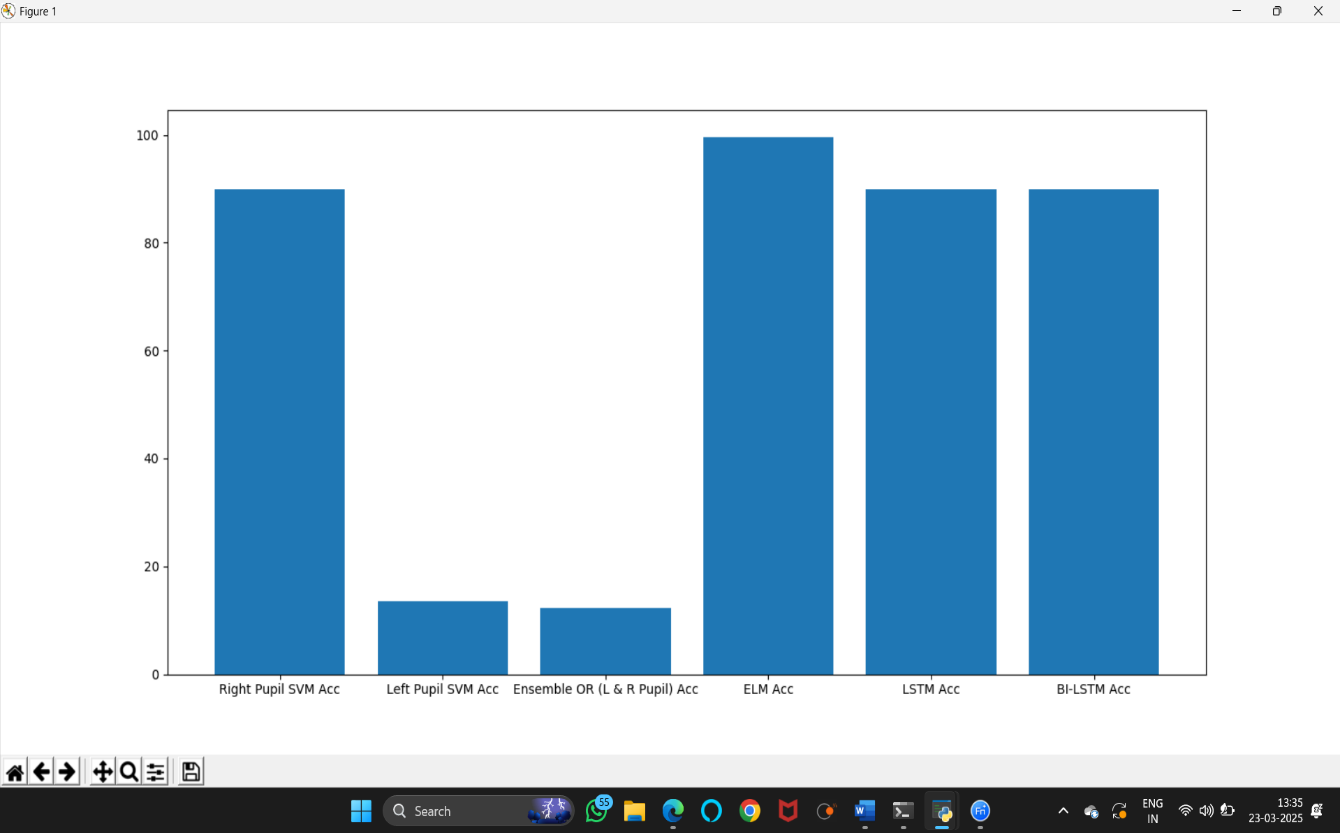 Figure 1
100
80
60
40
20
0
Right Pupil SVM Acc
Left Pupil SVM Acc
Ensemble OR (L & R Pupil) Acc
ELM Acc
LSTM Acc
BI-LSTM Acc
Search
55
Fn
ENG
IN
13:35
23-03-2025